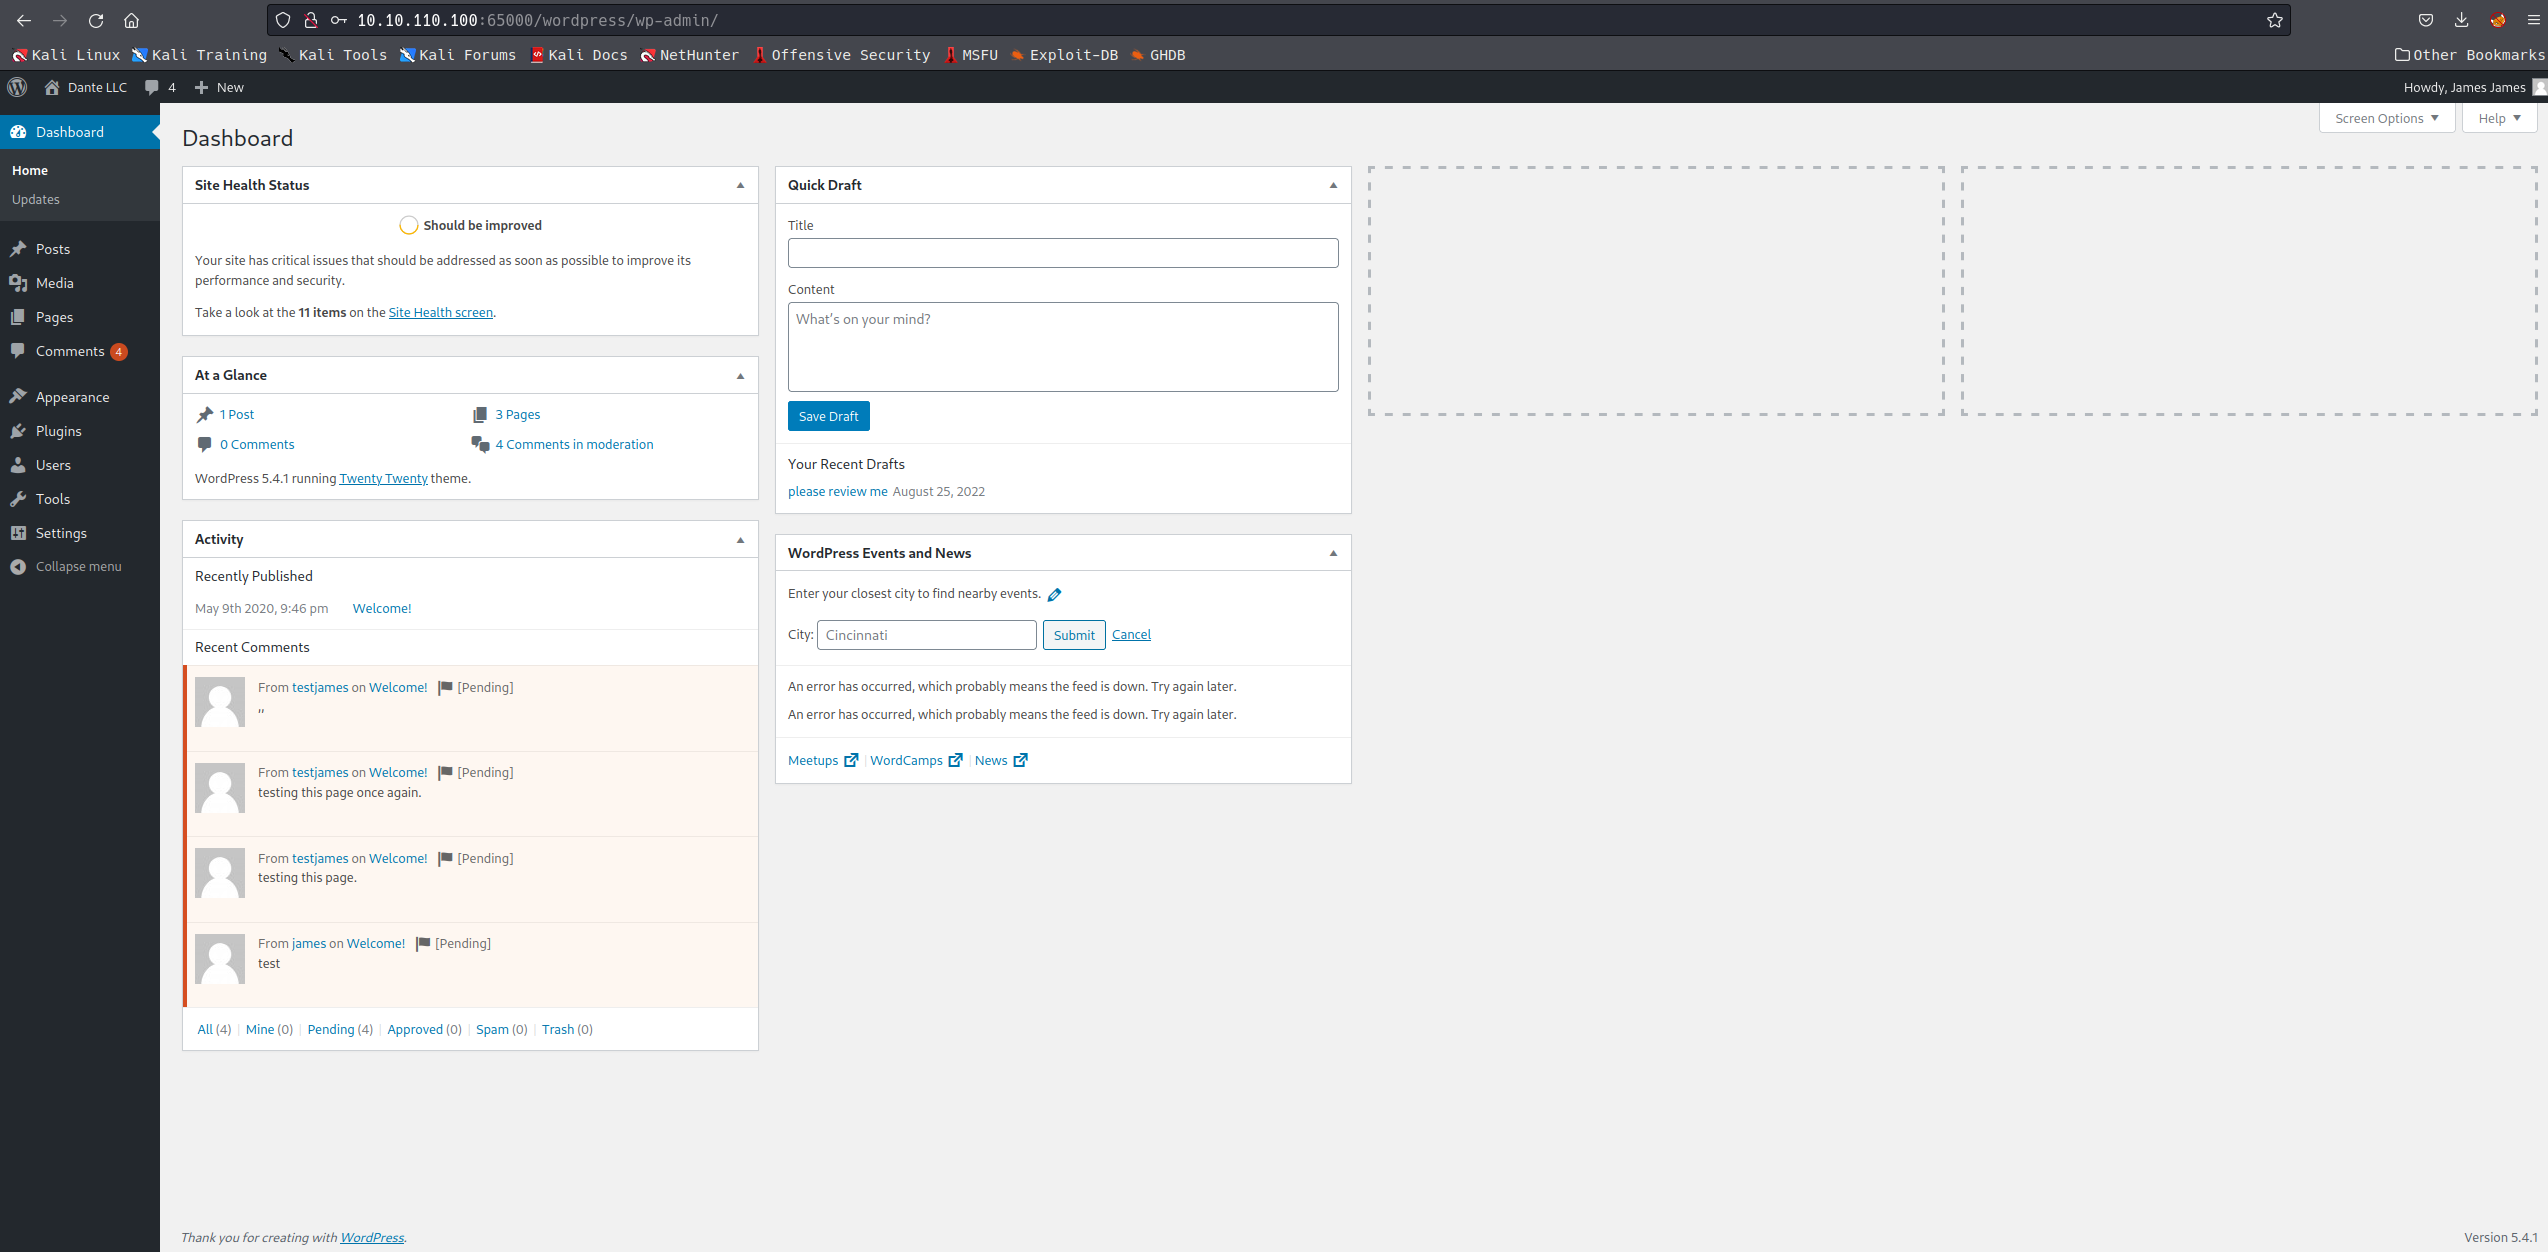 10.10.110.100:65000/wordpress/wp-admin/
Kali Linux Kali Training Kali Tools Kali Forums Kali Docs NetHunter Offensive Security MSFU Exploit-DB GHDB Other Bookmarks
Dante LLC 4 New Howdy, James James
Dashboard
Home
Updates
Posts
Media
Pages
Comments 4
Appearance
Plugins
Users
Tools
Settings
Collapse menu
Screen Options Help
Dashboard
Site Health Status
Should be improved
Your site has critical issues that should be addressed as soon as possible to improve its
performance and security.
Take a look at the 11 items on the Site Health screen.
At a Glance
1 Post 3 Pages
0 Comments 4 Comments in moderation
WordPress 5.4.1 running Twenty Twenty theme.
Activity
Recently Published
May 9th 2020, 9:46 pm Welcome!
Recent Comments
From testjames on Welcome! [Pending]
,,
From testjames on Welcome! [Pending]
testing this page once again.
From testjames on Welcome! [Pending]
testing this page.
From james on Welcome! [Pending]
test
All (4) | Mine (0) | Pending (4) | Approved (0) | Spam (0) | Trash (0)
Quick Draft
Title
Content
What's on your mind?
Save Draft
Your Recent Drafts
please review me August 25, 2022
WordPress Events and News
Enter your closest city to find nearby events.
City: Cincinnati Submit Cancel
An error has occurred, which probably means the feed is down. Try again later.
An error has occurred, which probably means the feed is down. Try again later.
Meetups | WordCamps | News
Thank you for creating with WordPress. Version 5.4.1